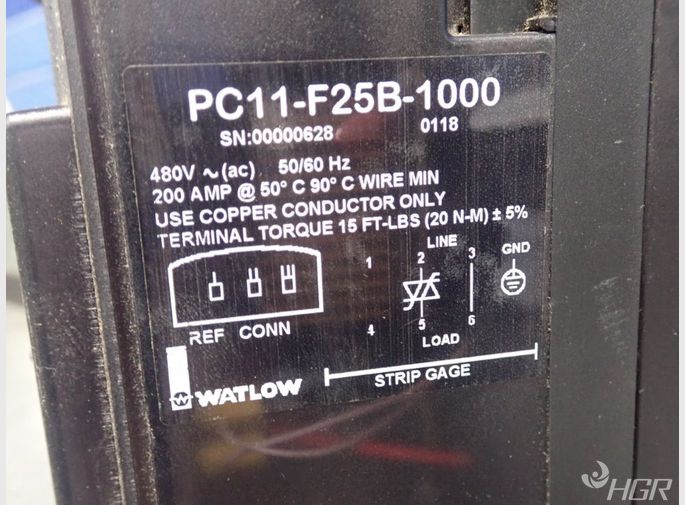 PC11-F25B-1000
SN:00000628 0118
480V ~(ac) 50/60 Hz
200 AMP @ 50° C 90° C WIRE MIN
USE COPPER CONDUCTOR ONLY
TERMINAL TORQUE 15 FT-LBS (20 N-M) ± 5%
LINE
1 2 3 GND
4 5 6
LOAD
REF CONN
WATLOW
STRIP GAGE
HGR